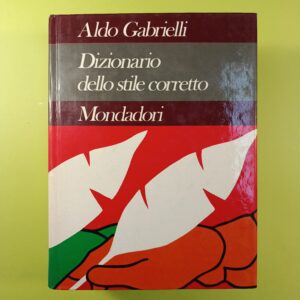 Aldo Gabrielli
Dizionario
dello stile corretto
Mondadori